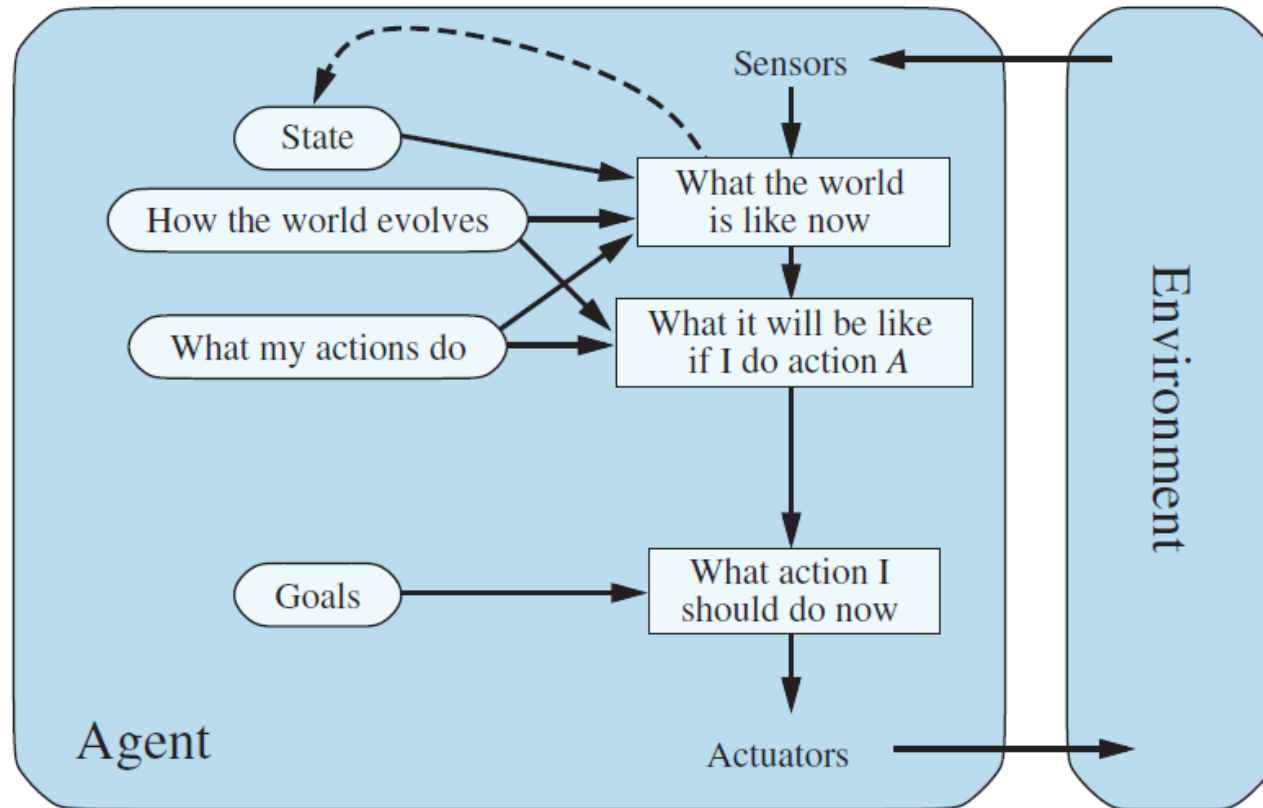 Sensors
State
What the world
is like now
How the world evolves
What it will be like
if I do action A
What my actions do
Environment
What action I
should do now
Goals
Agent
Actuators